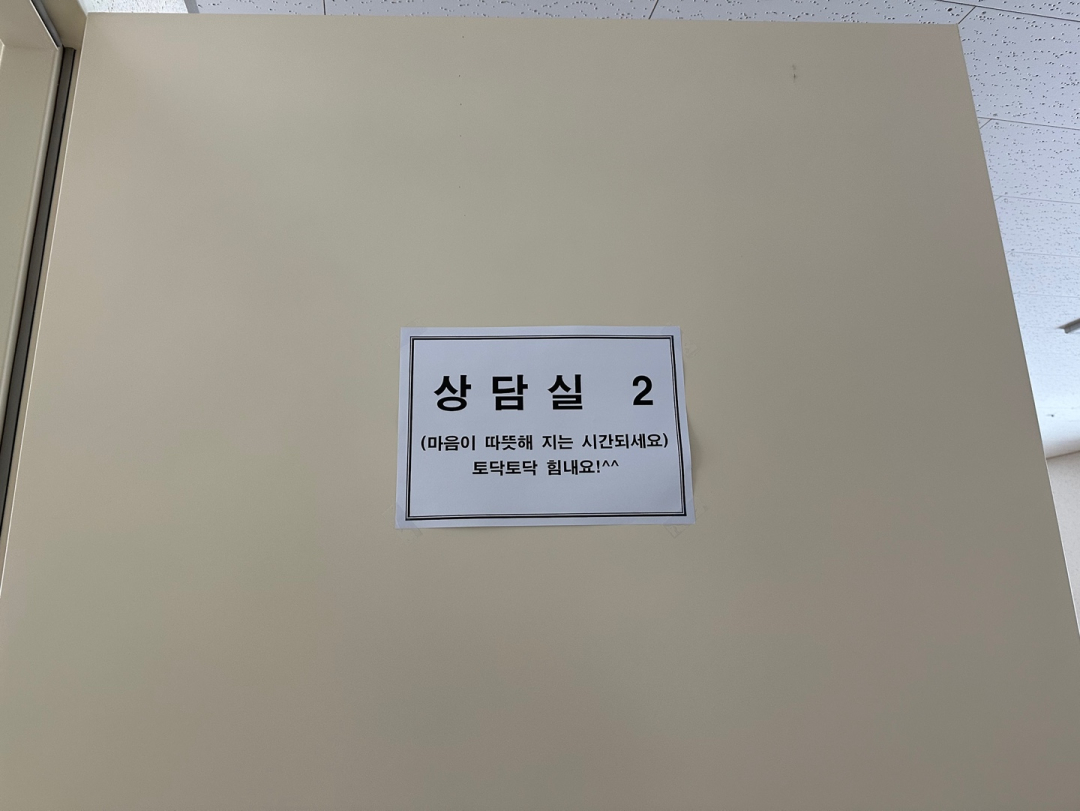 상담실 2
(마음이 따뜻해 지는 시간되세요)
토닥토닥 힘내요!^^